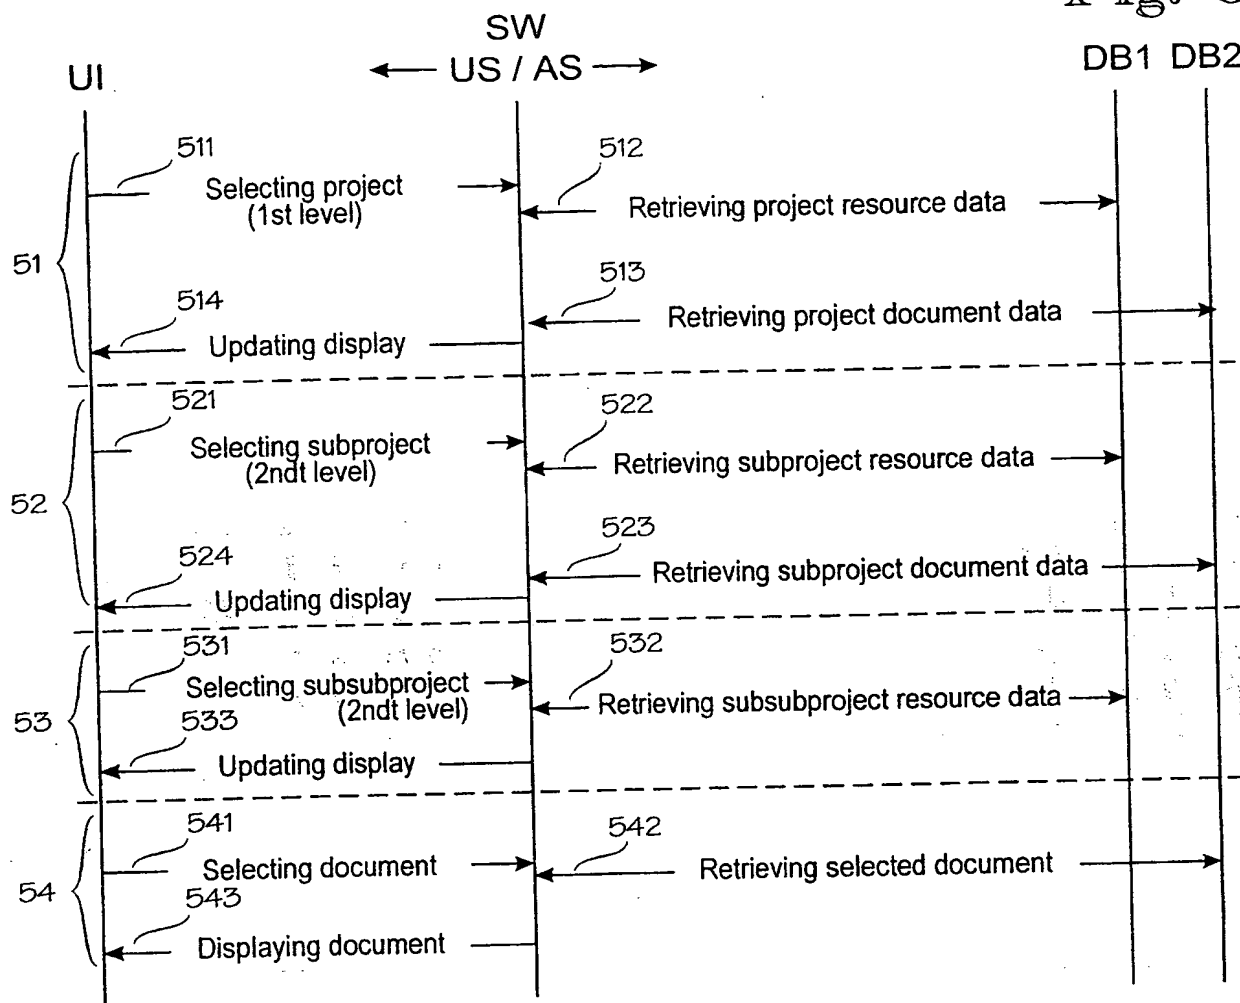 Fig.
SW
UI
US / AS
DB1 DB2
511
Selecting project
(1st level)
512
Retrieving project resource data
51
513
Retrieving project document data
514
Updating display
521
Selecting subproject
(2ndt level)
522
Retrieving subproject resource data
52
523
Retrieving subproject document data
524
Updating display
531
Selecting subsubproject
(2ndt level)
532
Retrieving subsubproject resource data
53
533
Updating display
541
Selecting document
542
Retrieving selected document
54
543
Displaying document